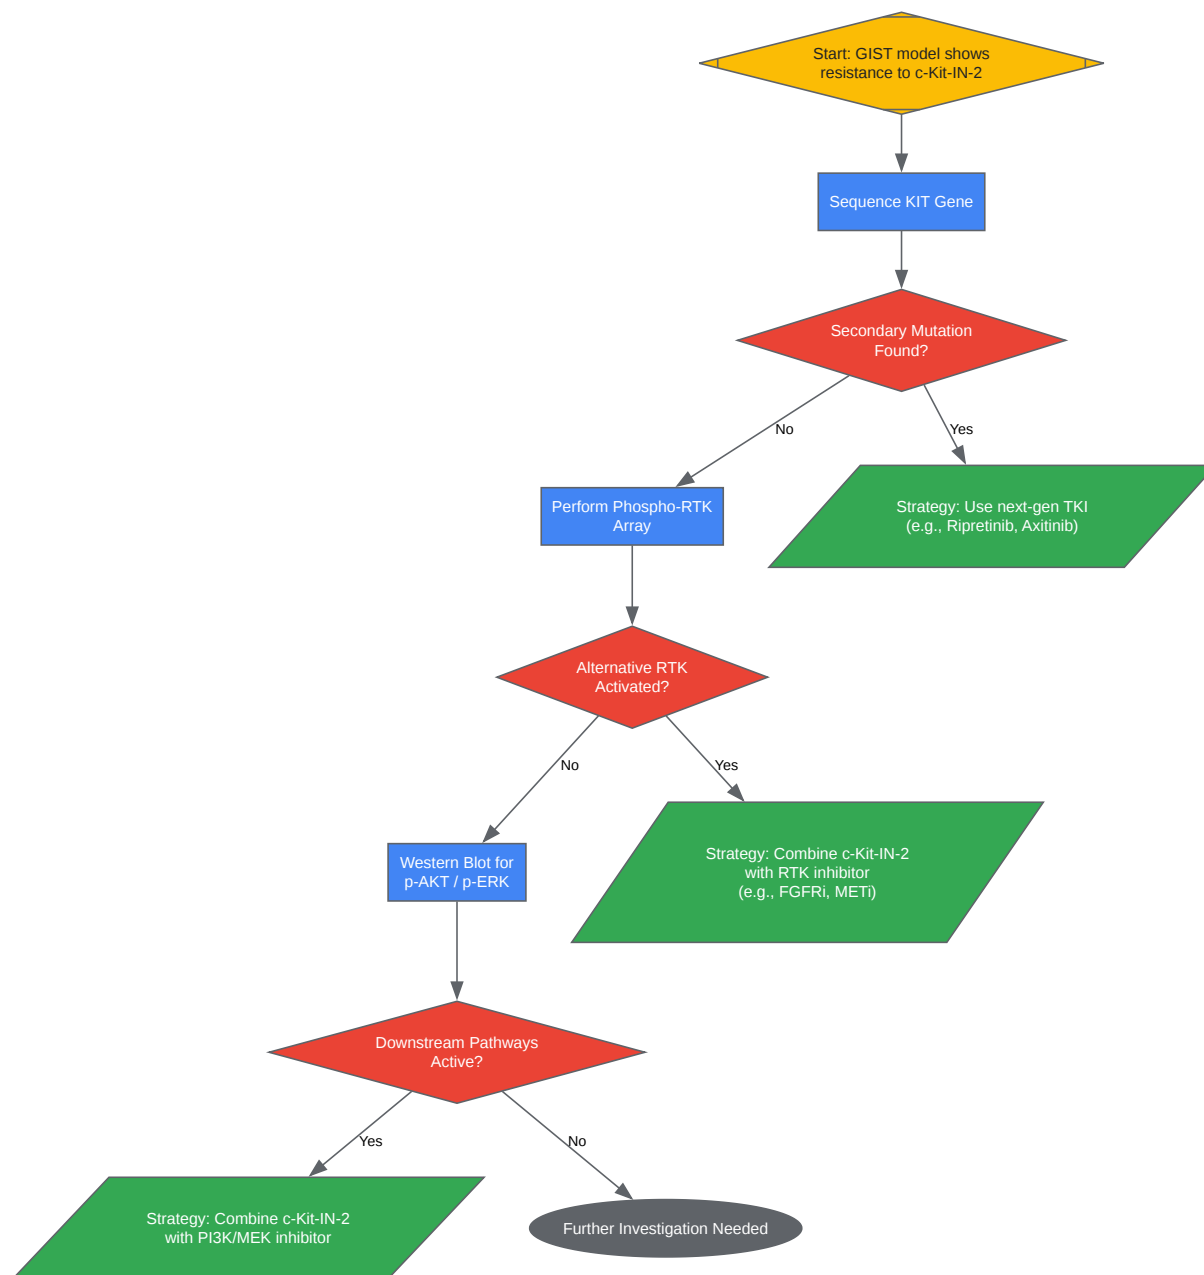 Start: GIST model shows
resistance to c-Kit-IN-2
Sequence KIT Gene
Secondary Mutation
Found?
No
Yes
Perform Phospho-RTK
Array
Strategy: Use next-gen TKI
(e.g., Ripretinib, Axitinib)
Alternative RTK
Activated?
No
Yes
Western Blot for
p-AKT / p-ERK
Strategy: Combine c-Kit-IN-2
with RTK inhibitor
(e.g., FGFRi, METi)
Downstream Pathways
Active?
Yes
No
Strategy: Combine c-Kit-IN-2
with PI3K/MEK inhibitor
Further Investigation Needed